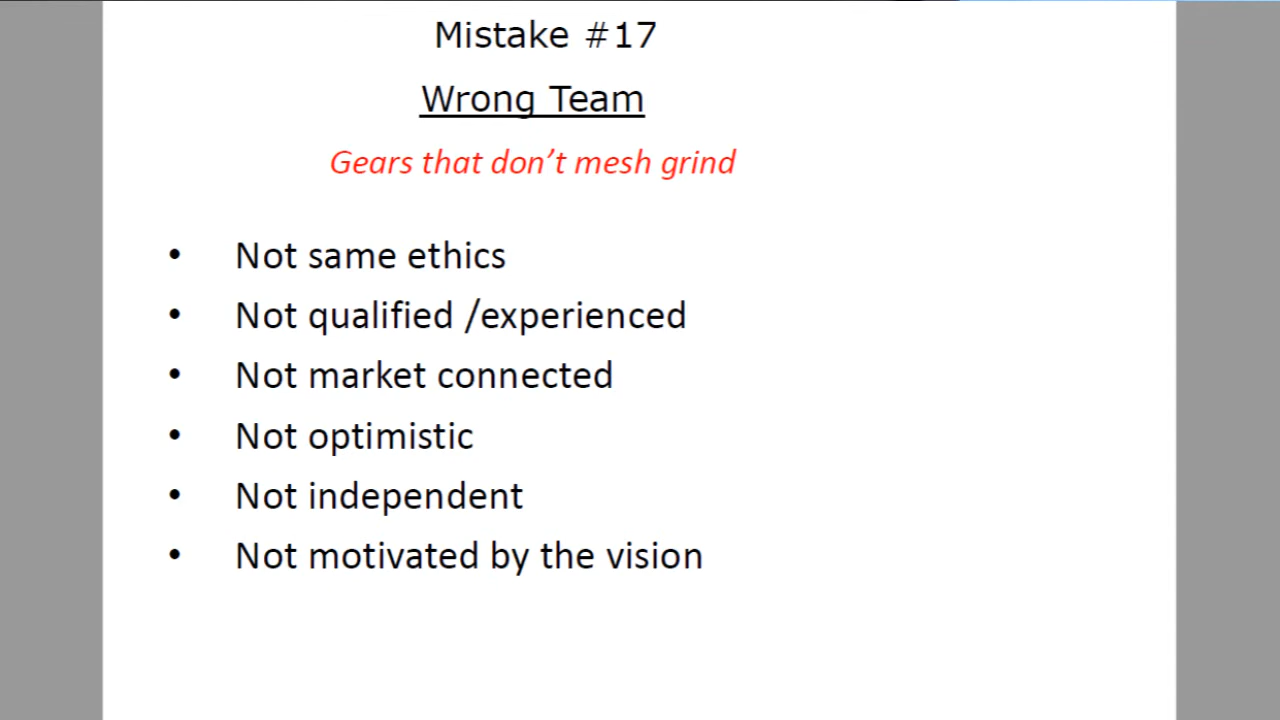 Mistake #17
Wrong Team
Gears that don’t mesh grind
• Not same ethics
• Not qualified /experienced
• Not market connected
• Not optimistic
• Not independent
• Not motivated by the vision